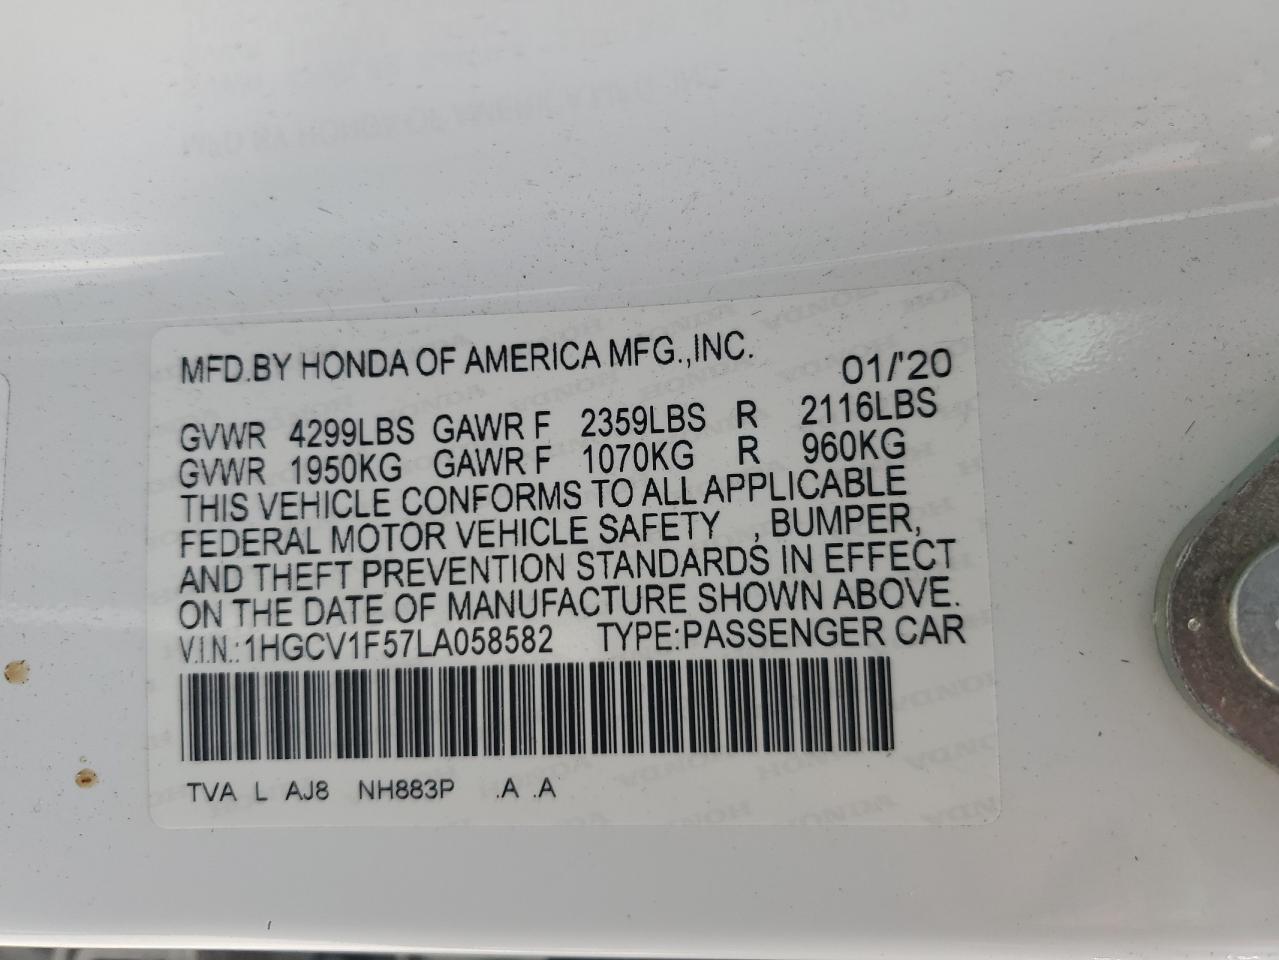 MFD.BY HONDA OF AMERICA MFG.,INC. 01/'20
GVWR 4299LBS GAWR F 2359LBS R 2116LBS
GVWR 1950KG GAWR F 1070KG R 960KG
THIS VEHICLE CONFORMS TO ALL APPLICABLE
FEDERAL MOTOR VEHICLE SAFETY , BUMPER,
AND THEFT PREVENTION STANDARDS IN EFFECT
ON THE DATE OF MANUFACTURE SHOWN ABOVE.
V.I.N.:1HGCV1F57LA058582 TYPE:PASSENGER CAR
TVA L AJ8 NH883P .A .A